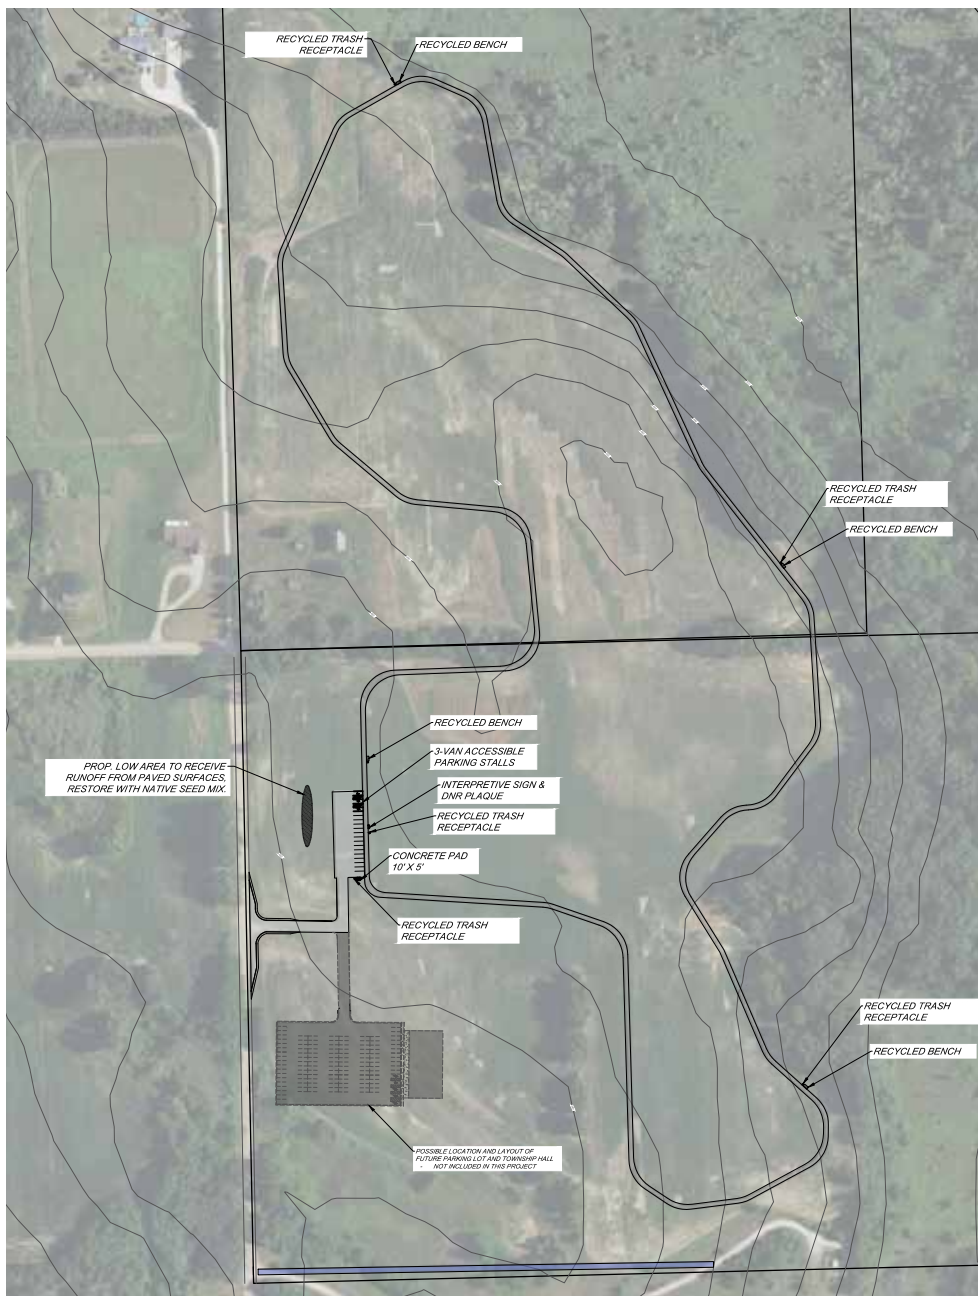 RECYCLED TRASH
RECEPTACLE
RECYCLED BENCH
RECYCLED TRASH
RECEPTACLE
RECYCLED BENCH
RECYCLED BENCH
3-VAN ACCESSIBLE
PARKING STALLS
PROP. LOW AREA TO RECEIVE
RUNOFF FROM PAVED SURFACES,
RESTORE WITH NATIVE SEED MIX.
INTERPRETIVE SIGN &
DNR PLAQUE
RECYCLED TRASH
RECEPTACLE
CONCRETE PAD
10' X 5'
RECYCLED TRASH
RECEPTACLE
RECYCLED TRASH
RECEPTACLE
RECYCLED BENCH
POSSIBLE LOCATION AND LAYOUT OF
FUTURE PARKING LOT AND TOWNSHIP HALL
- NOT INCLUDED IN THIS PROJECT